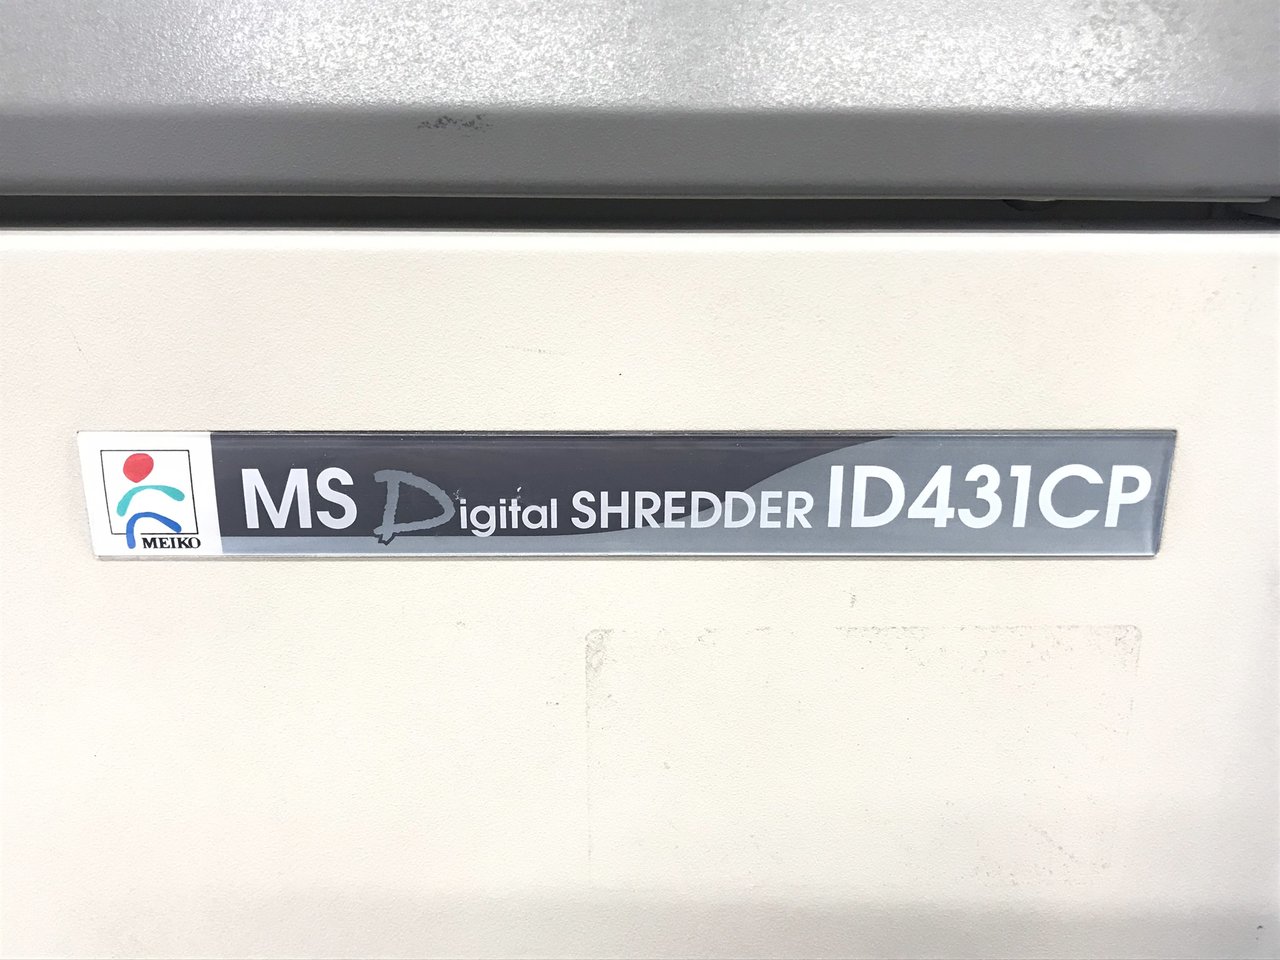 MEIKO
MS Digital SHREDDER ID431CP